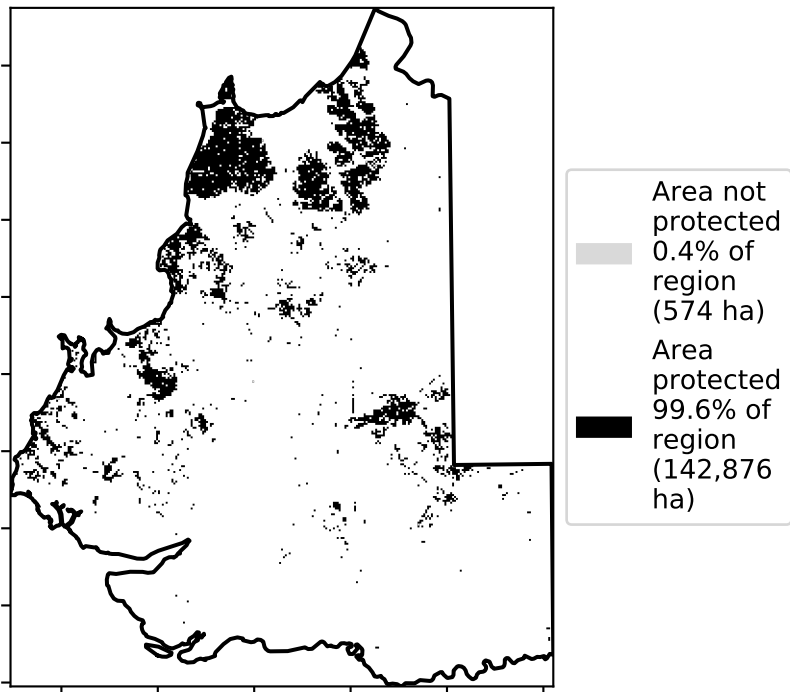 Area not
protected
0.4% of
region
(574 ha)
Area
protected
99.6% of
region
(142,876
ha)